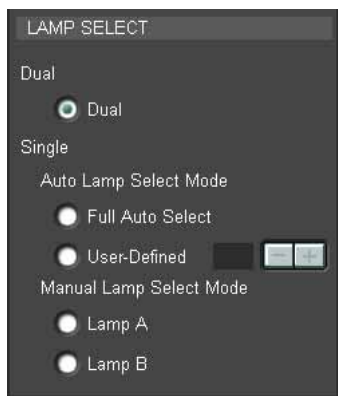 LAMP SELECT
Dual
Dual
Single
Auto Lamp Select Mode
Full Auto Select
User-Defined - +
Manual Lamp Select Mode
Lamp A
Lamp B